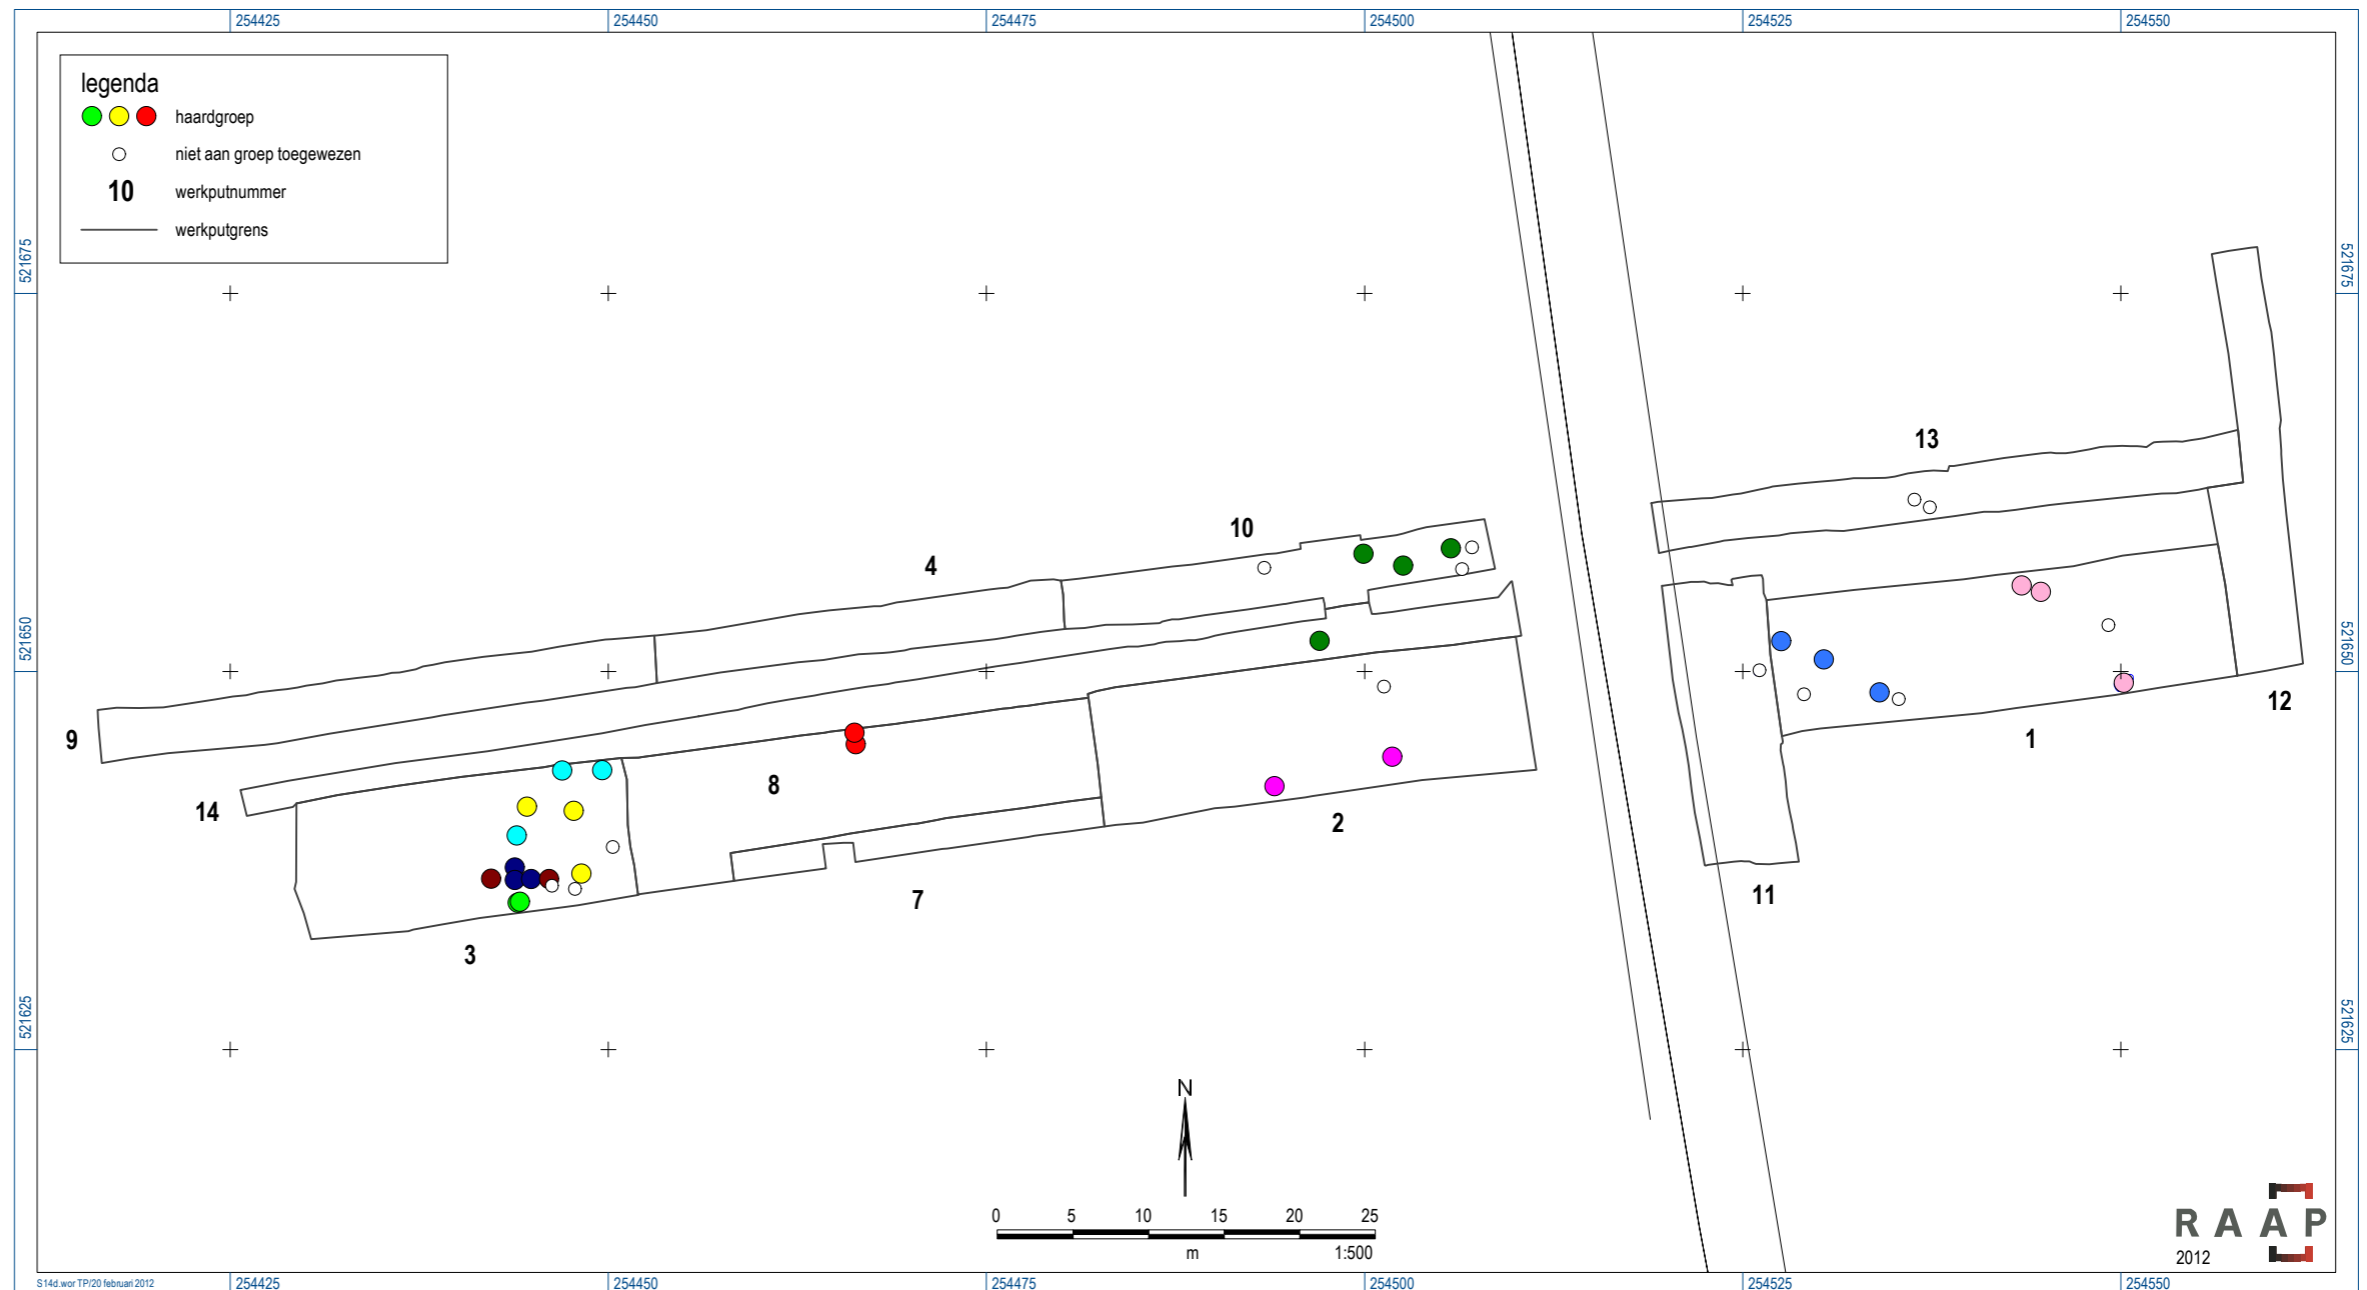 254425 254450 254475 254500 254525 254550
legenda
haardgroep
niet aan groep toegewezen
10 werkputnummer
werkputgrens
521675 521675
13
10
4
521650 521650
12
9
1
8
14
2
11
7
3
521625 521625
N
0 5 10 15 20 25
m 1:500
RAAP
2012
S14d.wor TP/20 februari 2012
254425 254450 254475 254500 254525 254550